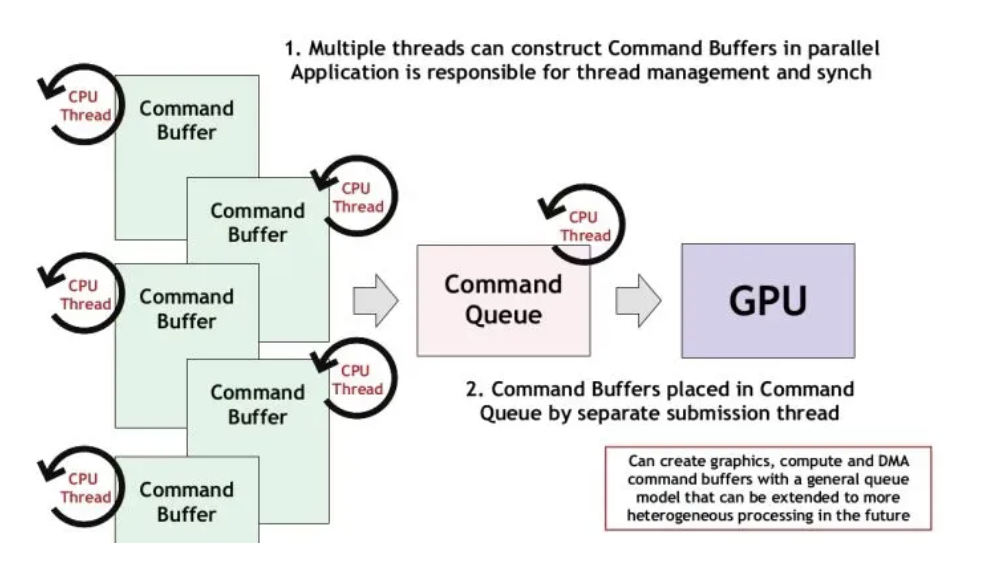 1. Multiple threads can construct Command Buffers in parallel
Application is responsible for thread management and synch
CPU
Thread
Command
Buffer
CPU
Thread
Command
Buffer
CPU
Thread
Command
Buffer
CPU
Thread
Command
Buffer
CPU
Thread
Command
Buffer
CPU
Thread
Command
Queue
GPU
2. Command Buffers placed in Command
Queue by separate submission thread
Can create graphics, compute and DMA
command buffers with a general queue
model that can be extended to more
heterogeneous processing in the future